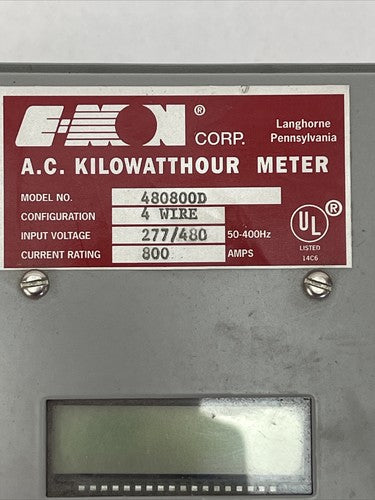 E-MON® CORP. Langhorne
Pennsylvania
A.C. KILOWATTHOUR METER
MODEL NO. 480800D
CONFIGURATION 4 WIRE
INPUT VOLTAGE 277/480 50-400Hz
CURRENT RATING 800 AMPS
UL ®
LISTED
14C6